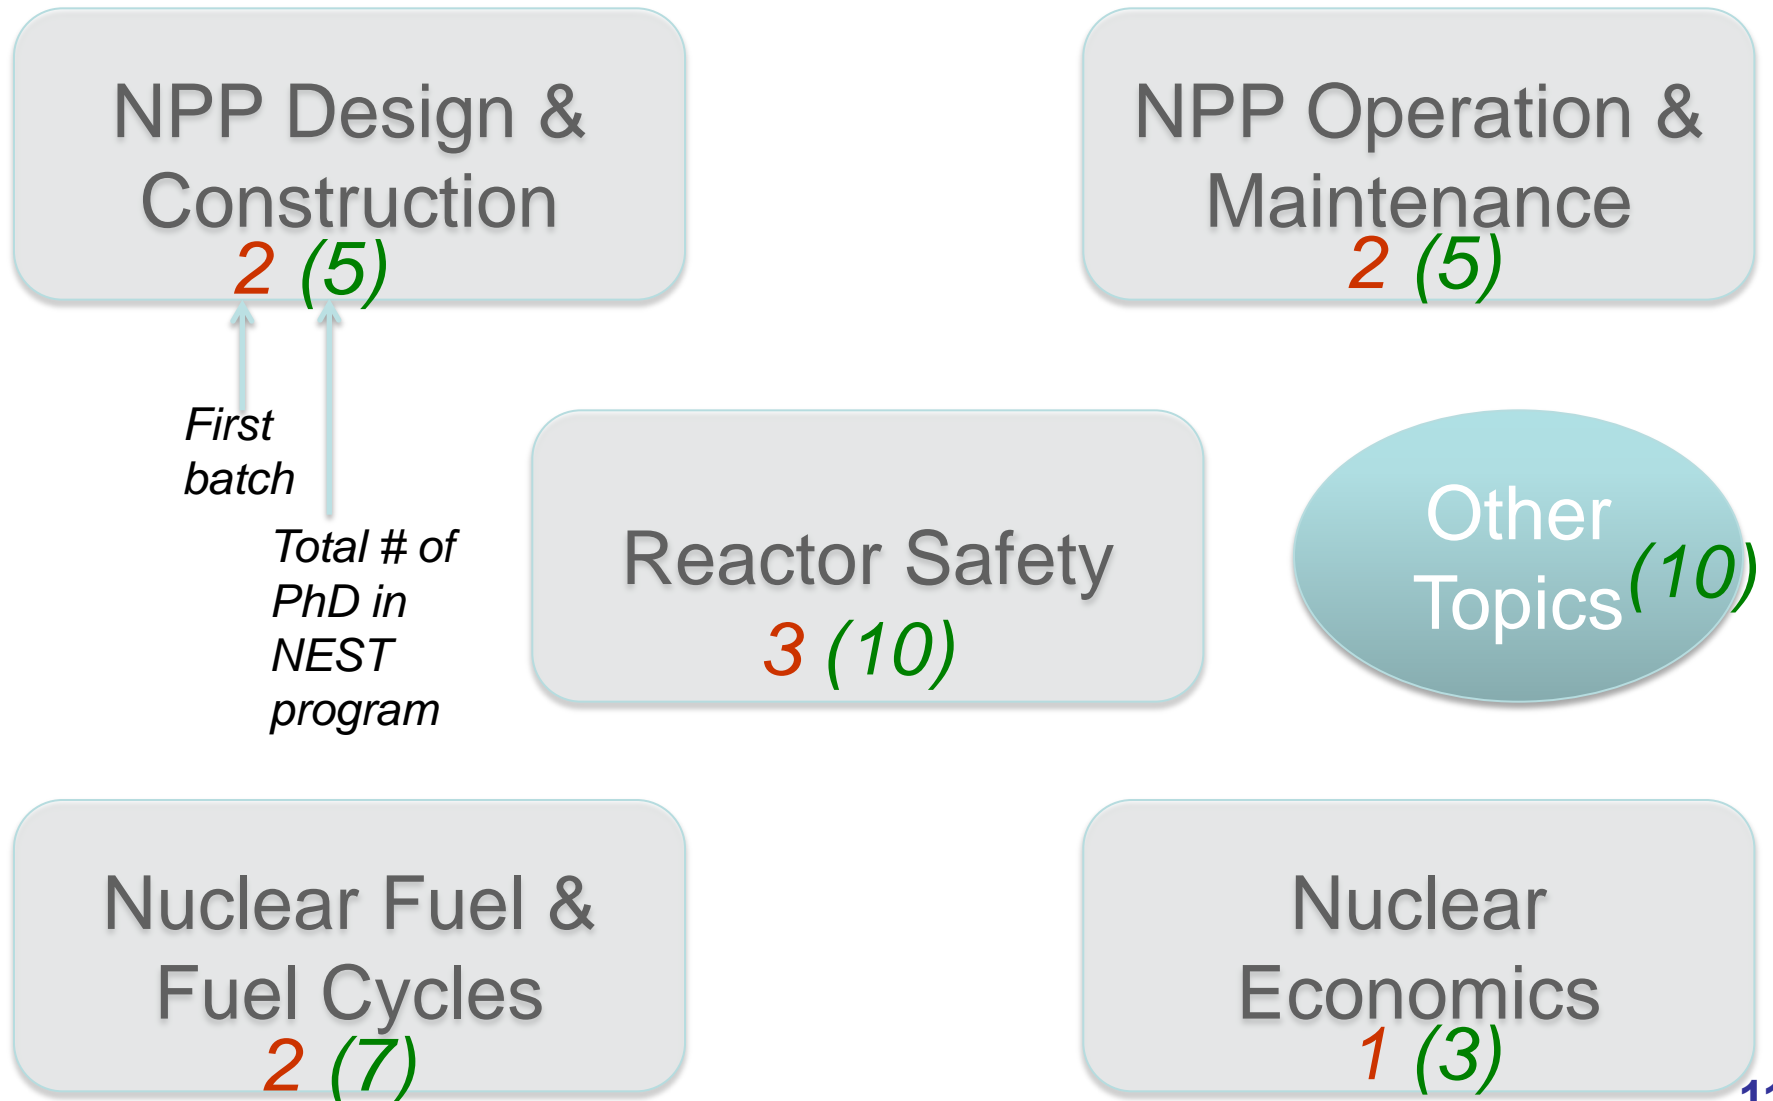 NPP Design &
Construction
2 (5)
NPP Operation &
Maintenance
2 (5)
First
batch
Total # of
PhD in
NEST
program
Reactor Safety
3 (10)
Other
Topics
(10)
Nuclear Fuel &
Fuel Cycles
2 (7)
Nuclear
Economics
1 (3)